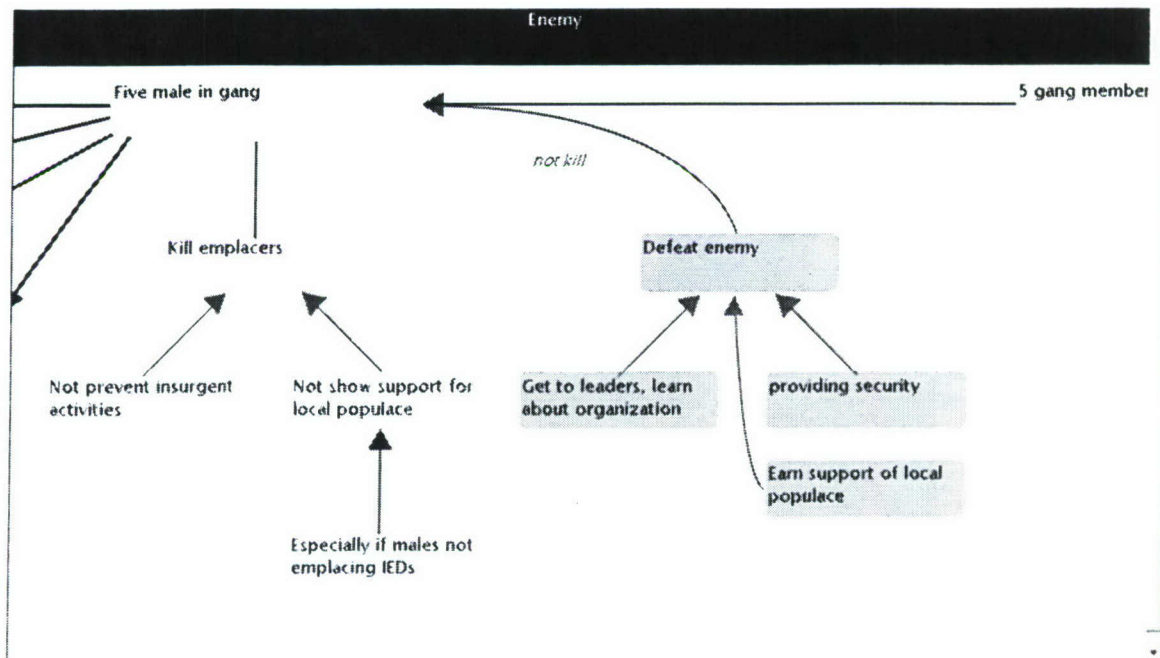 Enemy
Five male in gang
5 gang member
not kill
Kill emplacers
Defeat enemy
Not prevent insurgent
activities
Not show support for
local populace
Get to leaders, learn
about organization
providing security
Earn support of local
populace
Especially if males not
emplacing IEDs